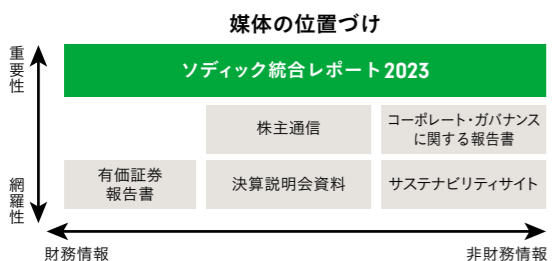 媒体の位置づけ
重要性
ソディック統合レポート2023
株主通信
コーポレート・ガバナンス
に関する報告書
有価証券
報告書
決算説明会資料
サステナビリティサイト
網羅性
財務情報
非財務情報